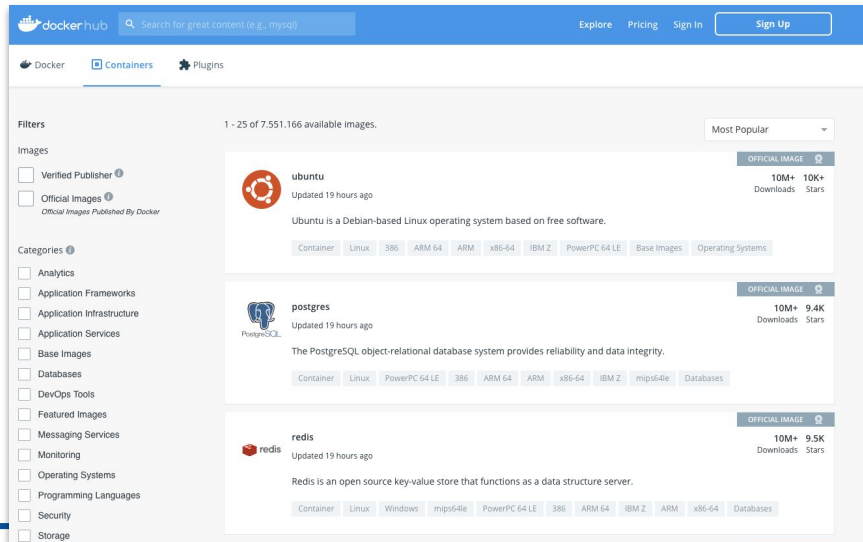 docker hub Search for great content (e.g., mysql) Explore Pricing Sign In Sign Up
Docker Containers Plugins
Filters
Images
Verified Publisher
Official Images
Official Images Published By Docker
Categories
Analytics
Application Frameworks
Application Infrastructure
Application Services
Base Images
Databases
DevOps Tools
Featured Images
Messaging Services
Monitoring
Operating Systems
Programming Languages
Security
Storage
1 - 25 of 7.551.166 available images.
Most Popular
OFFICIAL IMAGE
ubuntu
Updated 19 hours ago
10M+ 10K+
Downloads Stars
Ubuntu is a Debian-based Linux operating system based on free software.
Container Linux 386 ARM 64 ARM x86-64 IBM Z PowerPC 64 LE Base Images Operating Systems
OFFICIAL IMAGE
PostgreSQL
postgres
Updated 19 hours ago
10M+ 9.4K
Downloads Stars
The PostgreSQL object-relational database system provides reliability and data integrity.
Container Linux PowerPC 64 LE 386 ARM 64 ARM x86-64 IBM Z mips64le Databases
OFFICIAL IMAGE
redis
redis
Updated 19 hours ago
10M+ 9.5K
Downloads Stars
Redis is an open source key-value store that functions as a data structure server.
Container Linux Windows mips64le PowerPC 64 LE 386 ARM 64 IBM Z ARM x86-64 Databases